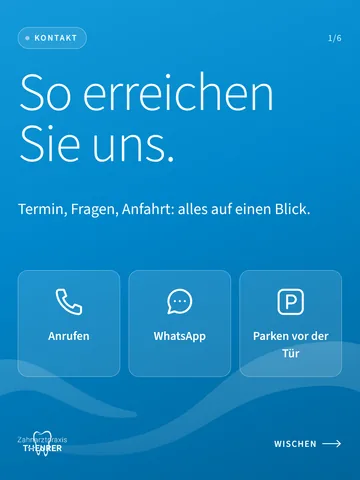 KONTAKT
1/6
So erreichen
Sie uns.
Termin, Fragen, Anfahrt: alles auf einen Blick.
Anrufen
WhatsApp
Parken vor der
Tür
Zahnarztpraxis
THEURER
WISCHEN